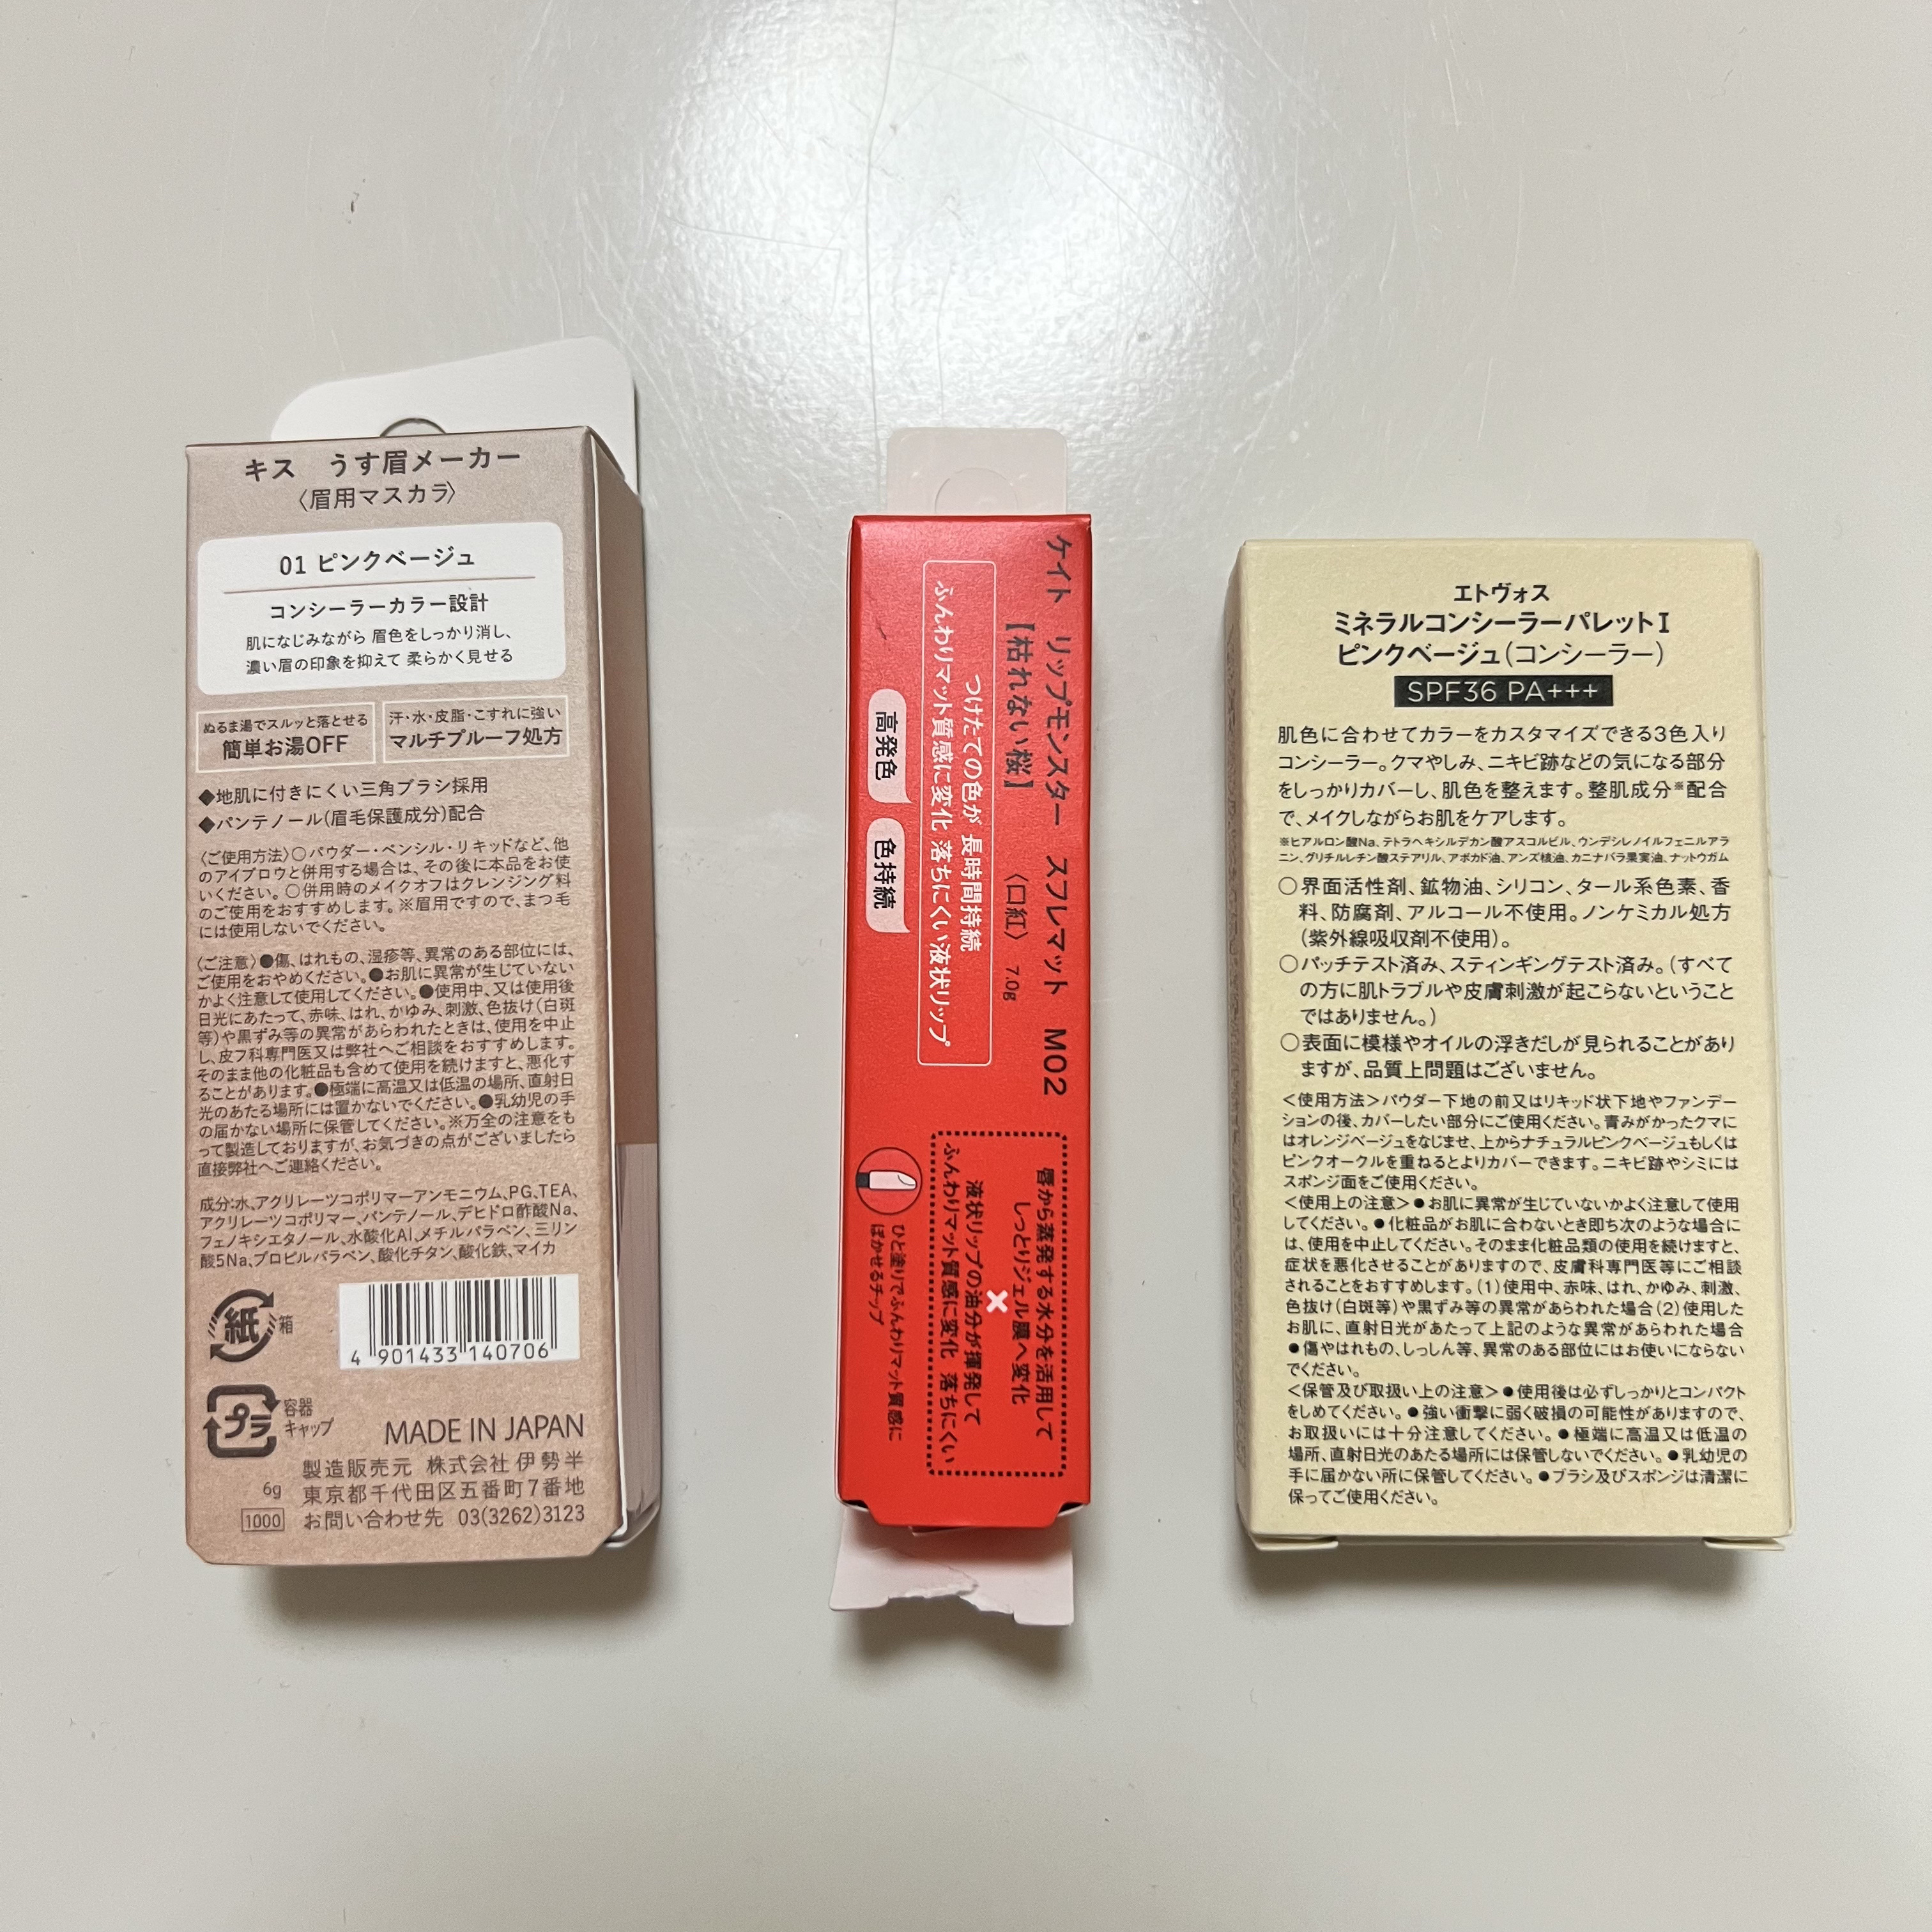 キス うす眉メーカー
〈眉用マスカラ〉
01 ピンクベージュ
コンシーラーカラー設計
肌になじみながら 眉色をしっかり消し、
濃い眉の印象を抑えて 柔らかく見せる
ぬるま湯でスルッと落とせる
簡単お湯OFF
汗・水・皮脂・こすれに強い
マルチプルーフ処方
◆地肌に付きにくい三角ブラシ採用
◆パンテノール(眉毛保護成分)配合
〈ご使用方法〉○パウダー・ペンシル・リキッドなど、他
のアイブロウと併用する場合は、その後に本品をお使
いください。○併用時のメイクオフはクレンジング料
のご使用をおすすめします。※眉用ですので、まつ毛
には使用しないでください。
〈ご注意〉●傷、はれもの、湿疹等、異常のある部位には、
ご使用をおやめください。●お肌に異常が生じていない
かよく注意して使用してください。●使用中、又は使用後
日光にあたって、赤味、はれ、かゆみ、刺激、色抜け(白斑
等)や黒ずみ等の異常があらわれたときは、使用を中止
し、皮フ科専門医又は弊社へご相談をおすすめします。
そのまま他の化粧品も含めて使用を続けますと、悪化す
ることがあります。●極端に高温又は低温の場所、直射日
光のあたる場所には置かないでください。●乳幼児の手
の届かない場所に保管してください。※万全の注意をも
って製造しておりますが、お気づきの点がございましたら
直接弊社へご連絡ください。
成分:水、アクリレーツコポリマーアンモニウム、PG、TEA、
アクリレーツコポリマー、パンテノール、デヒドロ酢酸Na、
フェノキシエタノール、水酸化Al、メチルパラベン、三リン
酸5Na、プロピルパラベン、酸化チタン、酸化鉄、マイカ
紙
箱
4 901433 140706
プラ
容器
キャップ
MADE IN JAPAN
製造販売元 株式会社 伊勢半
6g
東京都千代田区五番町7番地
1000
お問い合わせ先 03(3262)3123
ケイト リップモンスター スフレマット M02
【枯れない桜】 〈口紅〉 7.0g
つけたての色が 長時間持続
ふんわりマット質感に変化 落ちにくい液状リップ
高発色
色持続
唇から蒸発する水分を活用して
しっとりジェル膜へ変化
×
液状リップの油分が揮発して
ふんわりマット質感に変化 落ちにくい
ひと塗りでふんわりマット質感に
ぼかせるチップ
エトヴォス
ミネラルコンシーラーパレットI
ピンクベージュ(コンシーラー)
SPF36 PA+++
肌色に合わせてカラーをカスタマイズできる3色入り
コンシーラー。クマやしみ、ニキビ跡などの気になる部分
をしっかりカバーし、肌色を整えます。整肌成分※配合
で、メイクしながらお肌をケアします。
※ヒアルロン酸Na、テトラヘキシルデカン酸アスコルビル、ウンデシレノイルフェニルアラ
ニン、グリチルレチン酸ステアリル、アボカド油、アンズ核油、カニナバラ果実油、ナットウガム
○界面活性剤、鉱物油、シリコン、タール系色素、香
料、防腐剤、アルコール不使用。ノンケミカル処方
(紫外線吸収剤不使用)。
○パッチテスト済み、スティンギングテスト済み。(すべて
の方に肌トラブルや皮膚刺激が起こらないということ
ではありません。)
○表面に模様やオイルの浮きだしが見られることがあり
ますが、品質上問題はございません。
<使用方法>パウダー下地の前又はリキッド状下地やファンデー
ションの後、カバーしたい部分にご使用ください。青みがかったクマに
はオレンジベージュをなじませ、上からナチュラルピンクベージュもしくは
ピンクオークルを重ねるとよりカバーできます。ニキビ跡やシミには
スポンジ面をご使用ください。
<使用上の注意>●お肌に異常が生じていないかよく注意して使用
してください。●化粧品がお肌に合わないとき即ち次のような場合に
は、使用を中止してください。そのまま化粧品類の使用を続けますと、
症状を悪化させることがありますので、皮膚科専門医等にご相談
されることをおすすめします。(1)使用中、赤味、はれ、かゆみ、刺激、
色抜け(白斑等)や黒ずみ等の異常があらわれた場合(2)使用した
お肌に、直射日光があたって上記のような異常があらわれた場合
●傷やはれもの、しっしん等、異常のある部位にはお使いにならない
でください。
<保管及び取扱い上の注意>●使用後は必ずしっかりとコンパクト
をしめてください。●強い衝撃に弱く破損の可能性がありますので、
お取扱いには十分注意してください。●極端に高温又は低温の
場所、直射日光のあたる場所には保管しないでください。●乳幼児の
手に届かない所に保管してください。●ブラシ及びスポンジは清潔に
保ってご使用ください。